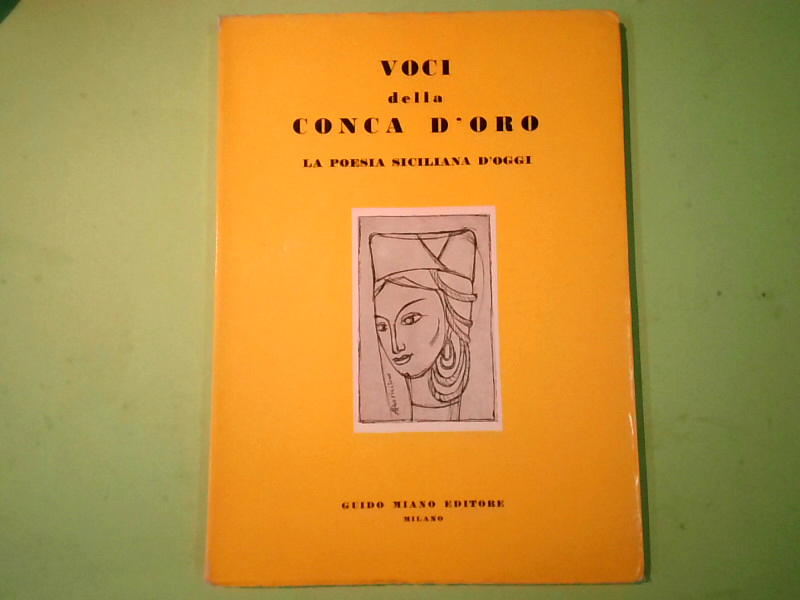 VOCI
della
CONCA D'ORO
LA POESIA SICILIANA D'OGGI
GUIDO MIANO EDITORE
MILANO